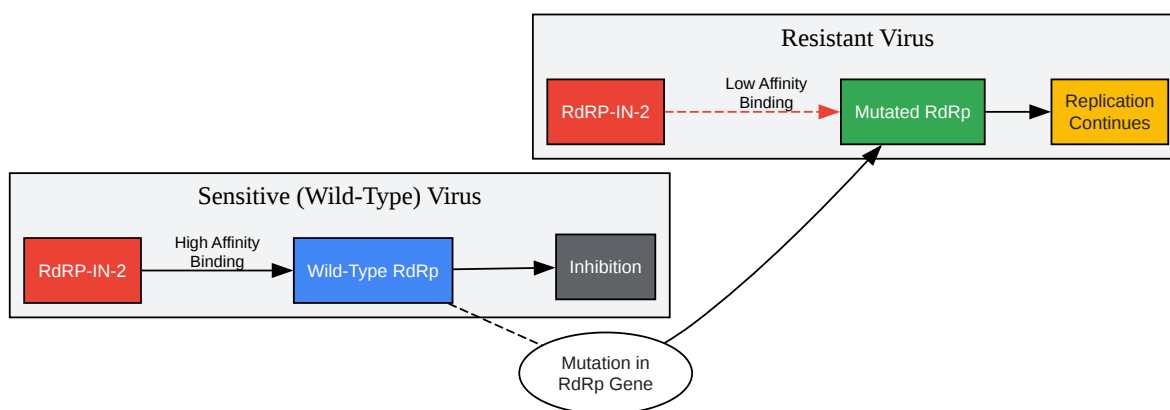 Resistant Virus
RdRP-IN-2
Low Affinity
Binding
Mutated RdRp
Replication
Continues
Sensitive (Wild-Type) Virus
RdRP-IN-2
High Affinity
Binding
Wild-Type RdRp
Inhibition
Mutation in
RdRp Gene